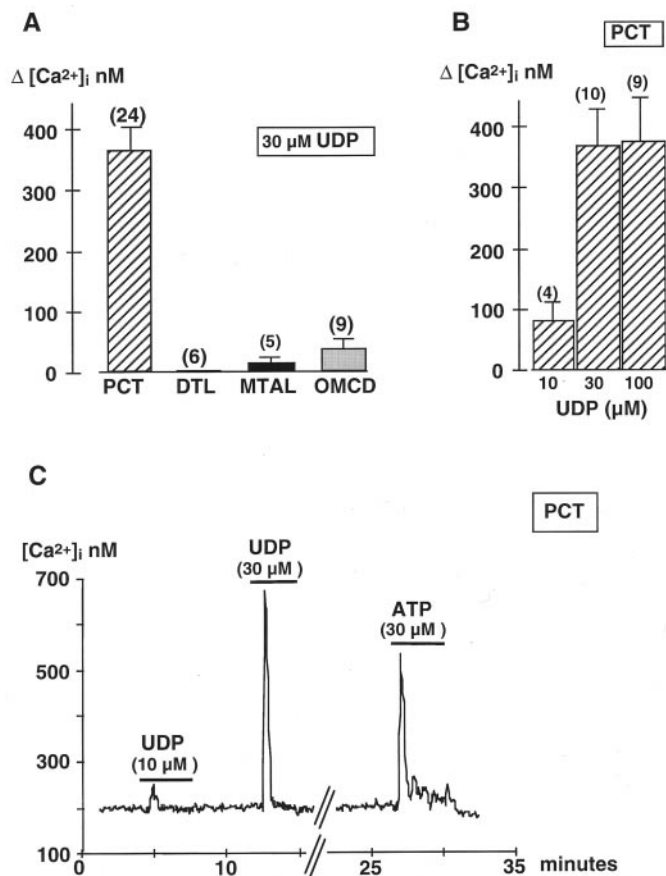 A
Δ [Ca²⁺]ᵢ nM
30 µM UDP
400
300
200
100
0
(24)
(6)
(5)
(9)
PCT DTL MTAL OMCD
B
PCT
Δ [Ca²⁺]ᵢ nM
400
300
200
100
0
(4)
(10)
(9)
10 30 100
UDP (µM)
C
PCT
[Ca²⁺]ᵢ nM
700
500
300
100
UDP
(10 µM )
UDP
(30 µM )
ATP
(30 µM )
0 10 25 35 minutes